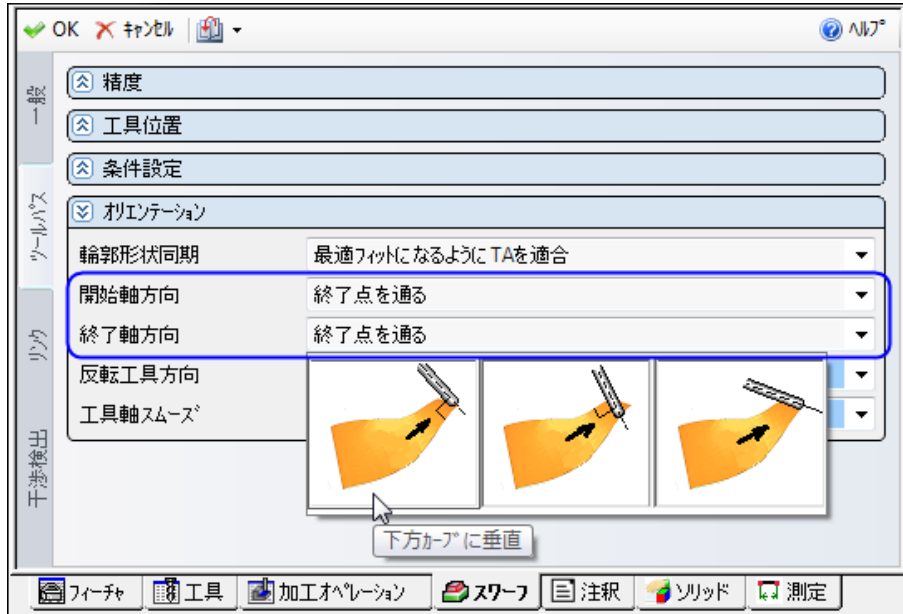 OK キャンセル ヘルプ
一般
ツールパス
リンク
干渉検出
精度
工具位置
条件設定
オリエンテーション
輪郭形状同期 最適フィットになるようにTAを適合
開始軸方向 終了点を通る
終了軸方向 終了点を通る
反転工具方向
工具軸スムーズ
下方カーブに垂直
フィーチャ 工具 加工オペレーション スワーフ 注釈 ソリッド 測定